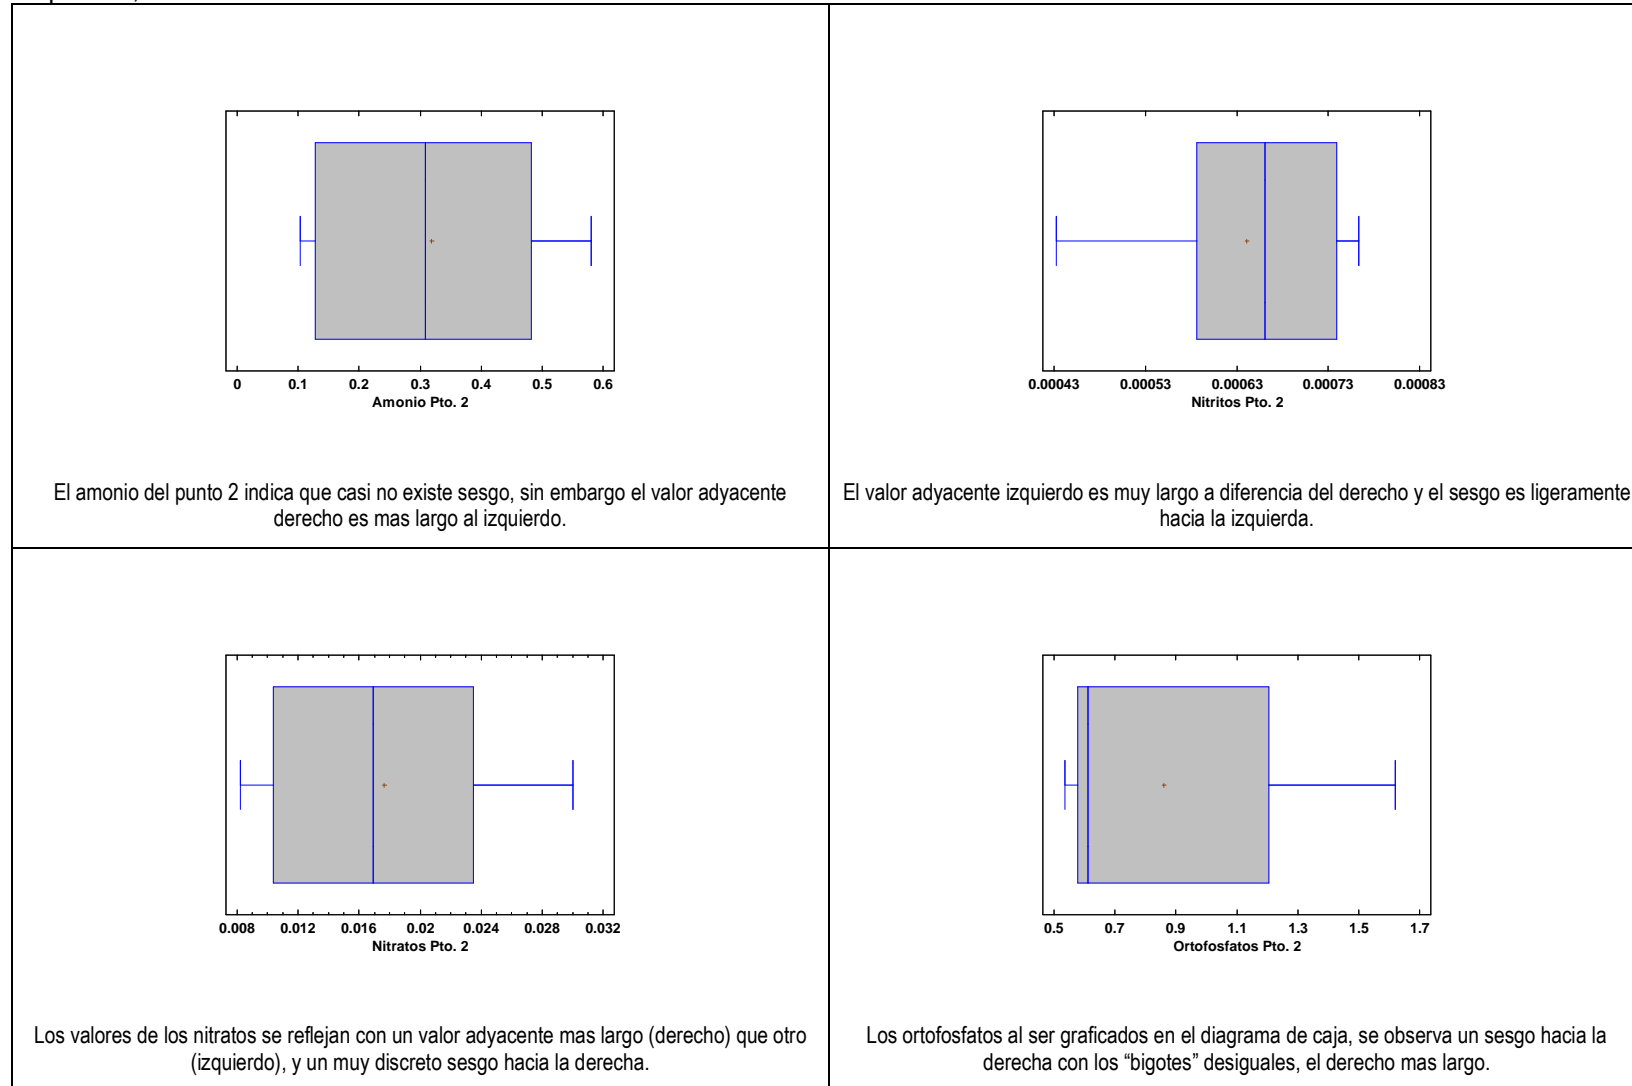 0 0.1 0.2 0.3 0.4 0.5 0.6
Amonio Pto. 2
El amonio del punto 2 indica que casi no existe sesgo, sin embargo el valor adyacente
derecho es mas largo al izquierdo.
0.00043 0.00053 0.00063 0.00073 0.00083
Nitritos Pto. 2
El valor adyacente izquierdo es muy largo a diferencia del derecho y el sesgo es ligeramente
hacia la izquierda.
0.008 0.012 0.016 0.02 0.024 0.028 0.032
Nitratos Pto. 2
Los valores de los nitratos se reflejan con un valor adyacente mas largo (derecho) que otro
(izquierdo), y un muy discreto sesgo hacia la derecha.
0.5 0.7 0.9 1.1 1.3 1.5 1.7
Ortofosfatos Pto. 2
Los ortofosfatos al ser graficados en el diagrama de caja, se observa un sesgo hacia la
derecha con los “bigotes” desiguales, el derecho mas largo.